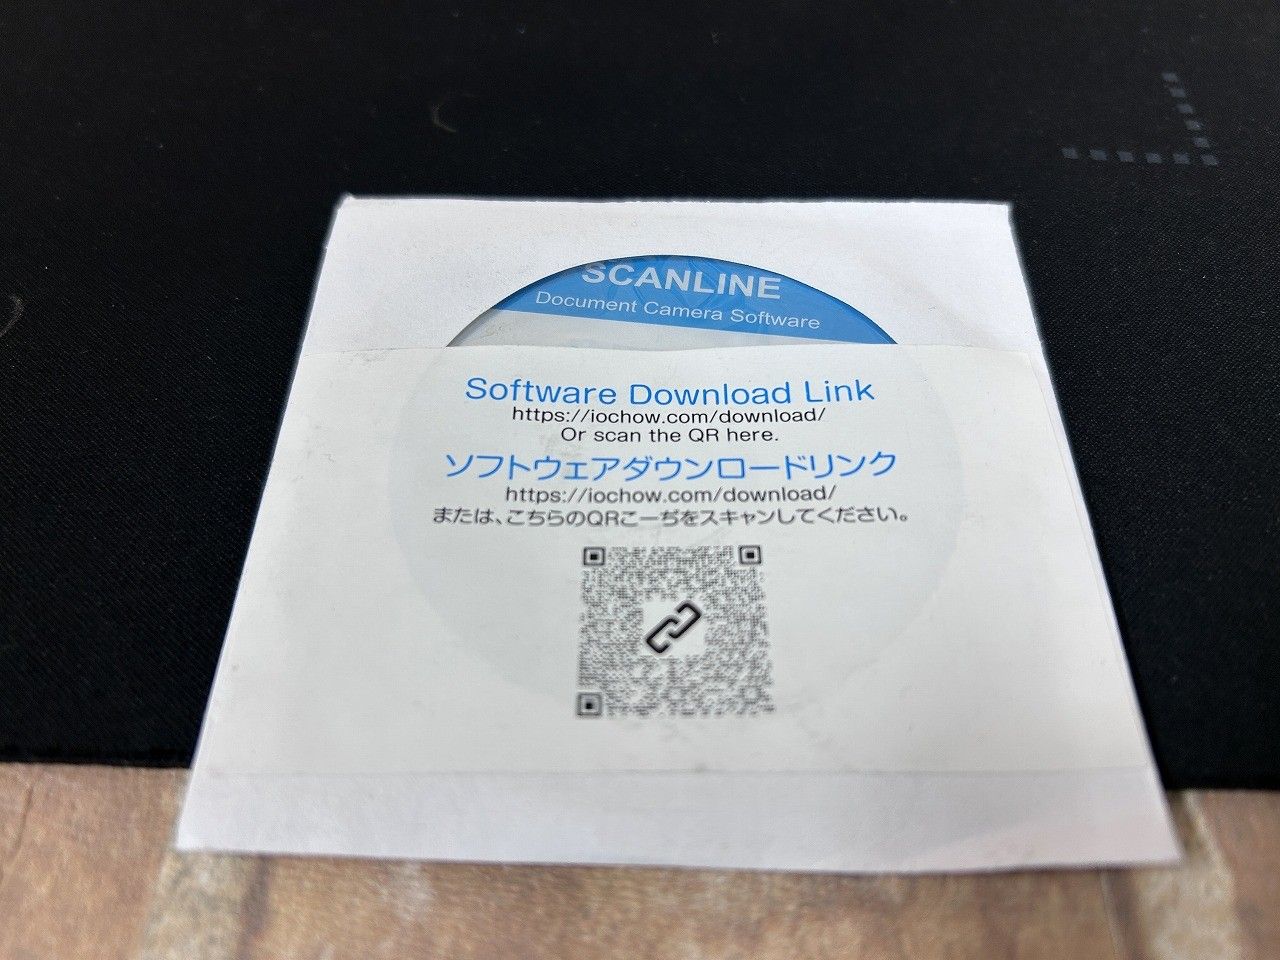 SCANLINE
Document Camera Software
Software Download Link
https://iochow.com/download/
Or scan the QR here.
ソフトウェアダウンロードリンク
https://iochow.com/download/
または、こちらのQRこーぢをスキャンしてください。